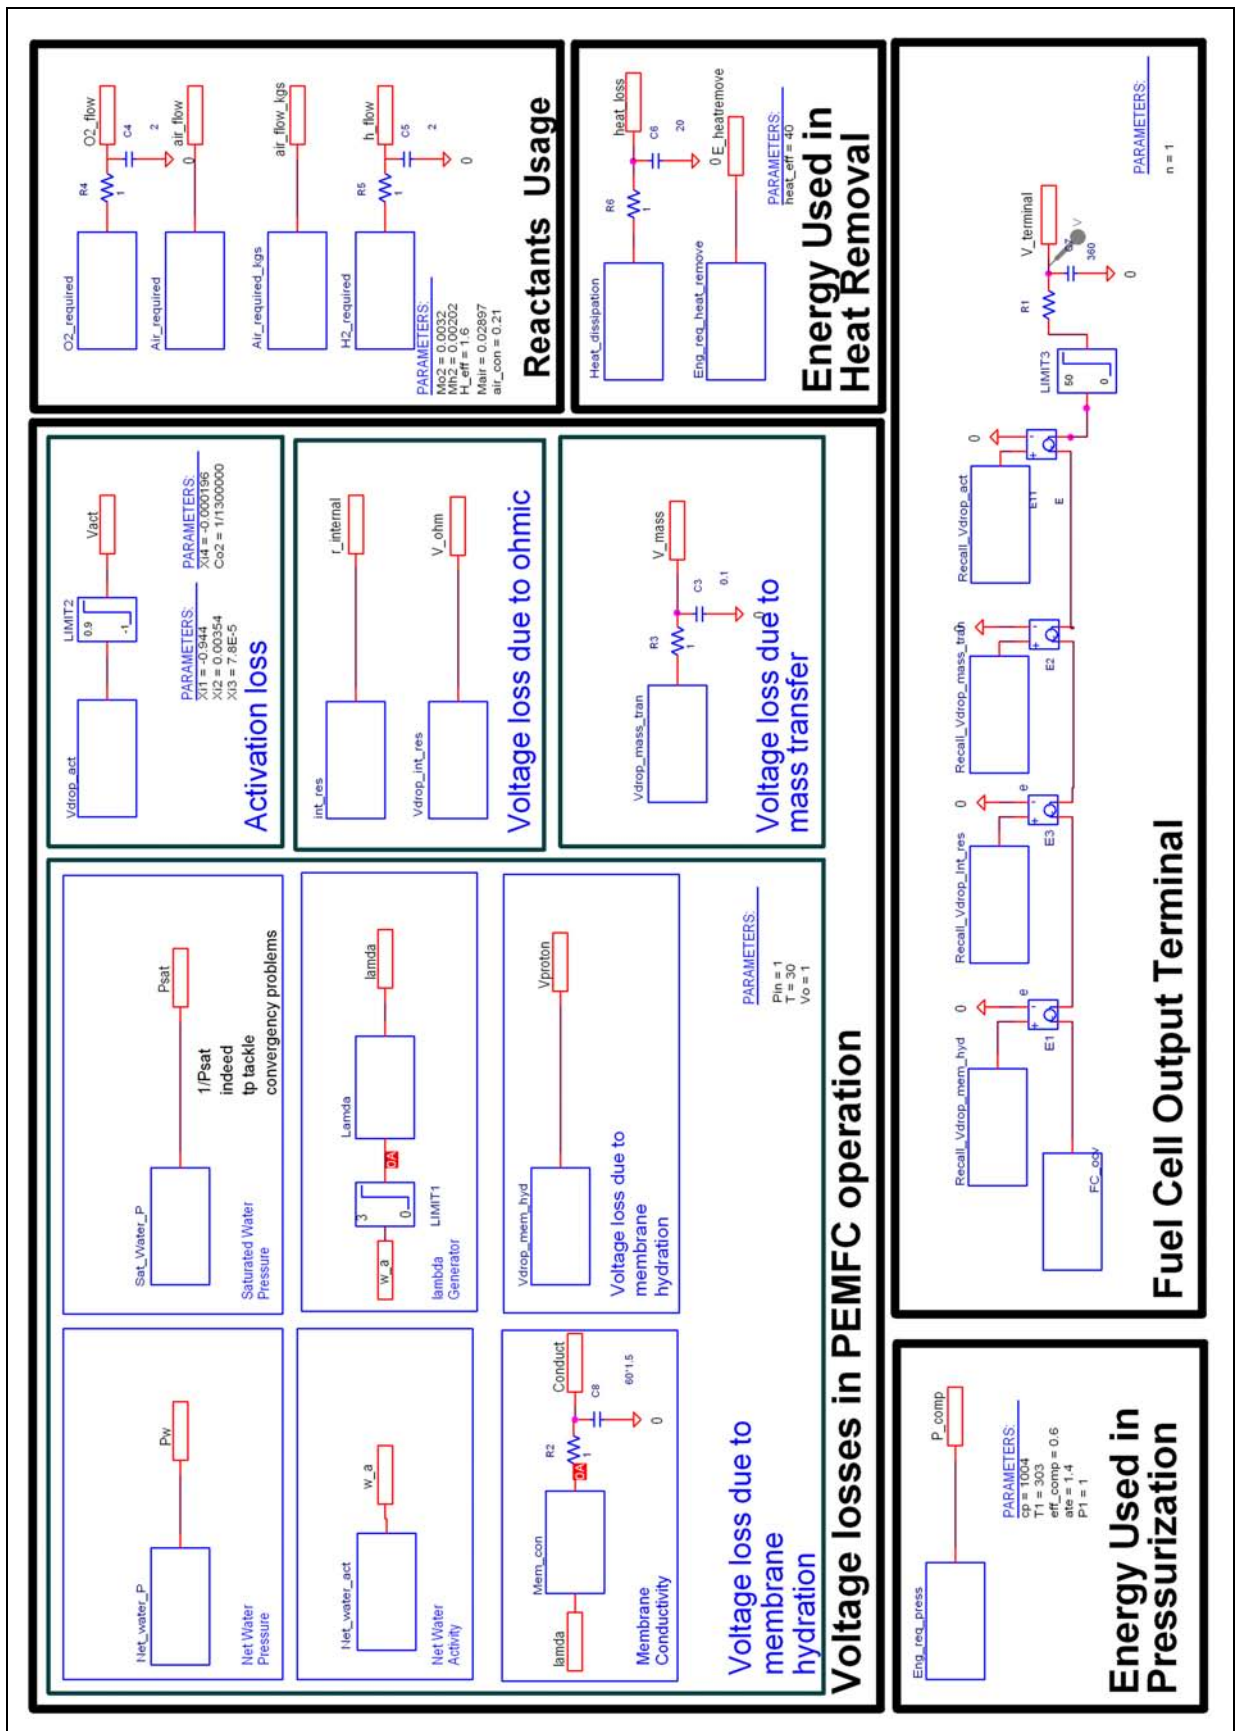 Net_water_P
Pw
Net Water
Pressure
Sat_Water_P
Psat
1/Psat
indeed
tp tackle
convergency problems
Saturated Water
Pressure
Net_water_act
w_a
Net Water
Activity
w_a
3
0
LIMIT1
Lamda
lamda
lambda
Generator
lamda
Mem_con
R2
1
Conduct
C8
60*1.5
0
Membrane
Conductivity
Vdrop_mem_hyd
Vproton
Voltage loss due to
membrane
hydration
Voltage loss due to
membrane
hydration
PARAMETERS:
Pin = 1
T = 30
Vo = 1
Vdrop_act
LIMIT2
0.9
-1
Vact
PARAMETERS:
Xi1 = -0.944
Xi2 = 0.00354
Xi3 = 7.8E-5
PARAMETERS:
Xi4 = -0.000196
Co2 = 1/1300000
Activation loss
int_res
r_internal
Vdrop_int_res
V_ohm
Voltage loss due to ohmic
Vdrop_mass_tran
R3
1
V_mass
C3
0.1
0
Voltage loss due to
mass transfer
Voltage losses in PEMFC operation
O2_required
R4
1
O2_flow
C4
2
0
Air_required
air_flow
Air_required_kgs
air_flow_kgs
H2_required
R5
1
h_flow
C5
2
0
PARAMETERS:
Mo2 = 0.0032
Mh2 = 0.00202
H_eff = 1.6
Mair = 0.02897
air_con = 0.21
Reactants Usage
Heat_dissipation
R6
1
heat_loss
C6
20
0
Eng_req_heat_remove
E_heatremove
PARAMETERS:
heat_eff = 40
Energy Used in
Heat Removal
Eng_req_press
P_comp
PARAMETERS:
cp = 1004
T1 = 303
eff_comp = 0.6
ate = 1.4
P1 = 1
Energy Used in
Pressurization
FC_ocv
Recall_Vdrop_mem_hyd
E1
e
0
Recall_Vdrop_Int_res
E3
e
0
Recall_Vdrop_mass_tran
E2
0
Recall_Vdrop_act
E11
E
0
LIMIT3
50
0
R1
1
V_terminal
V
360
0
PARAMETERS:
n = 1
Fuel Cell Output Terminal